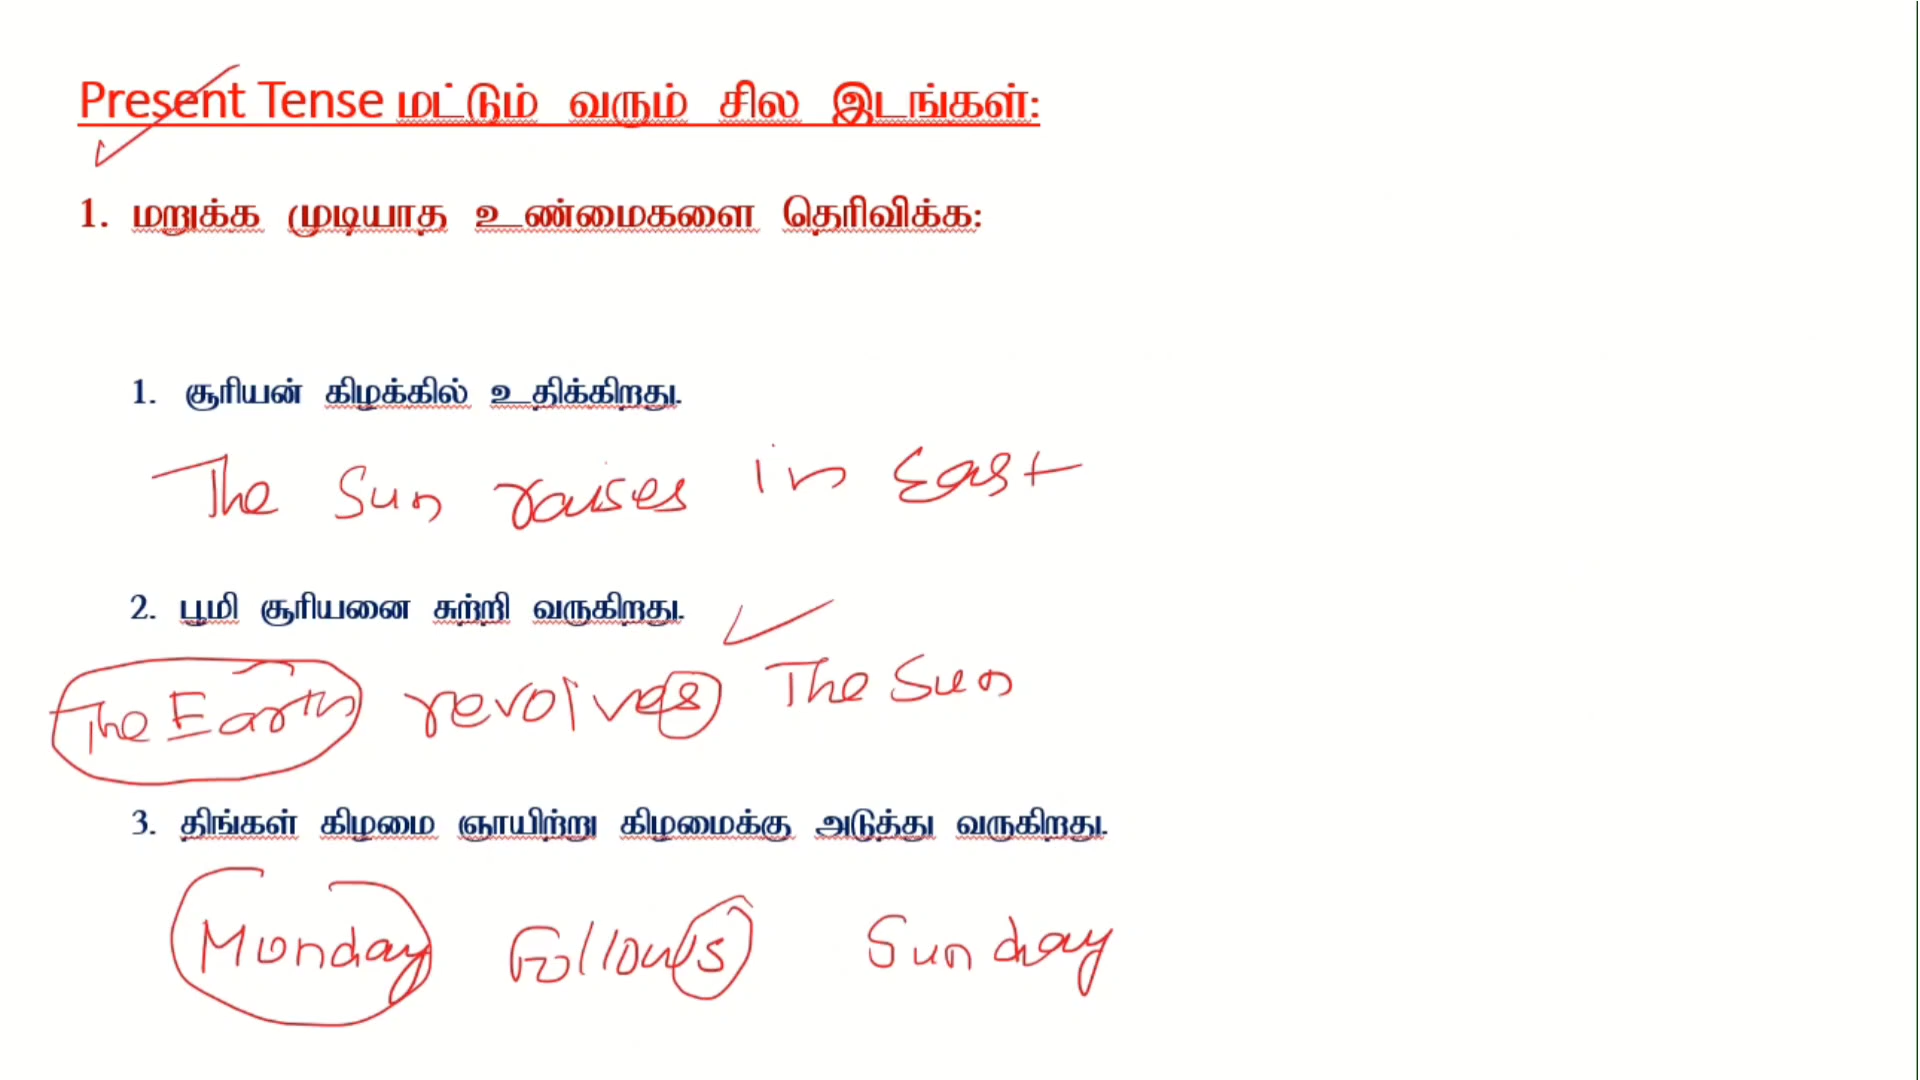 Present Tense மட்டும் வரும் சில இடங்கள்:
1. மறுக்க முடியாத உண்மைகளை தெரிவிக்க:
1. சூரியன் கிழக்கில் உதிக்கிறது.
The Sun raises in East
2. பூமி சூரியனை சுற்றி வருகிறது.
The Earth revolves The Sun
3. திங்கள் கிழமை ஞாயிற்று கிழமைக்கு அடுத்து வருகிறது.
Monday Follows Sunday